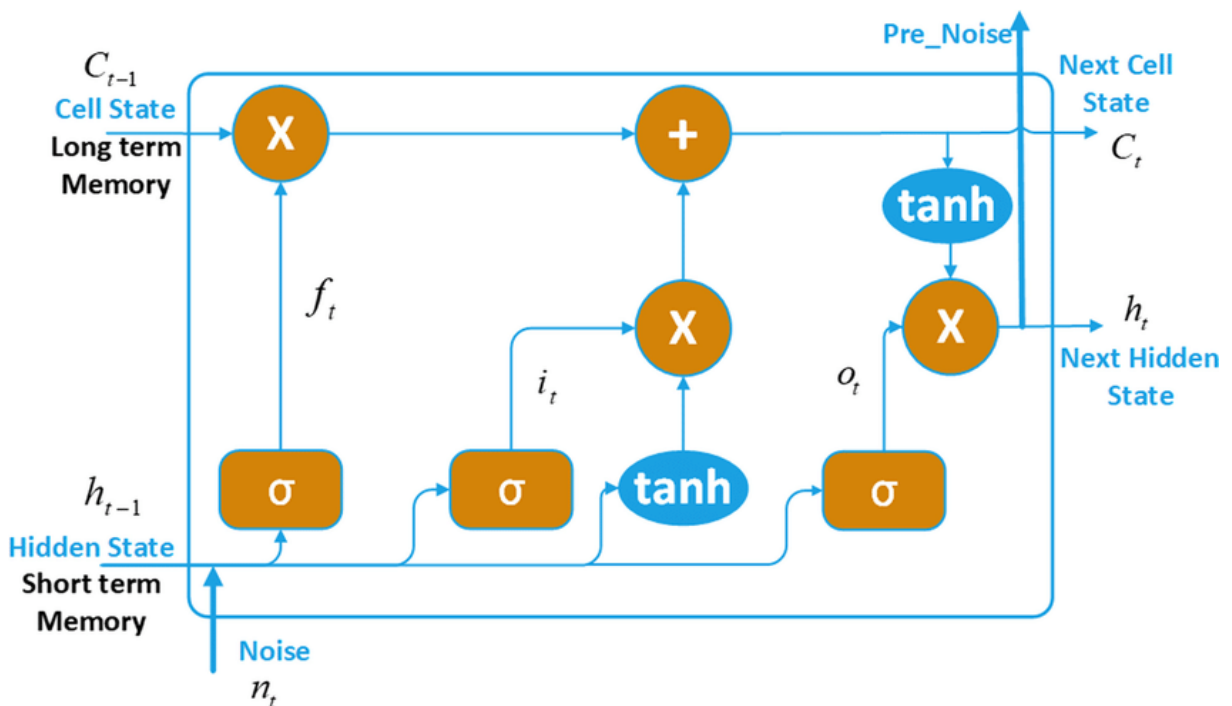 Pre_Noise
C_{t-1}
Cell State
Long term
Memory
X
+
Next Cell
State
C_t
tanh
f_t
i_t
X
o_t
X
h_t
Next Hidden
State
h_{t-1}
Hidden State
Short term
Memory
σ
σ
tanh
σ
Noise
n_t